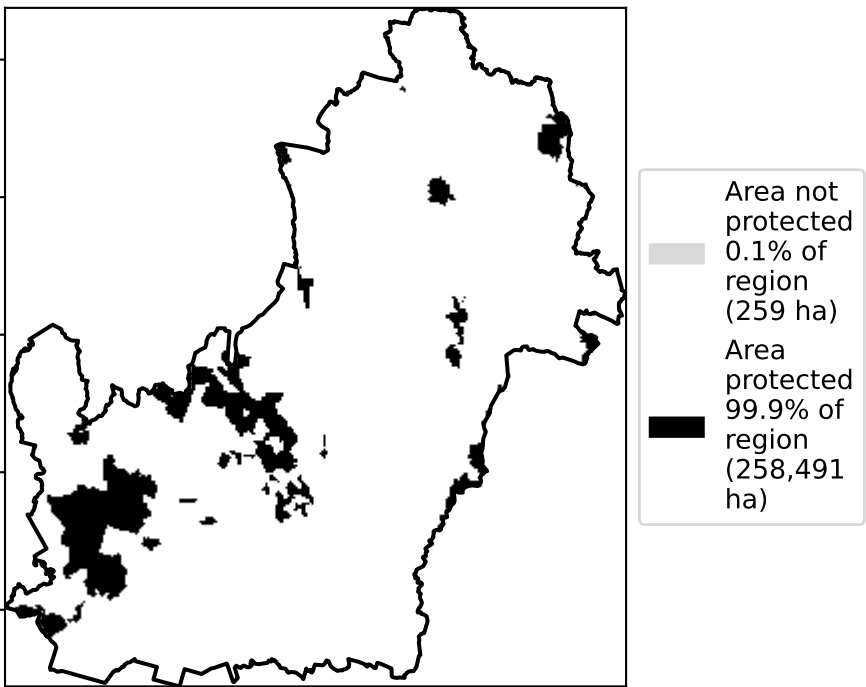 Area not
protected
0.1% of
region
(259 ha)
Area
protected
99.9% of
region
(258,491
ha)